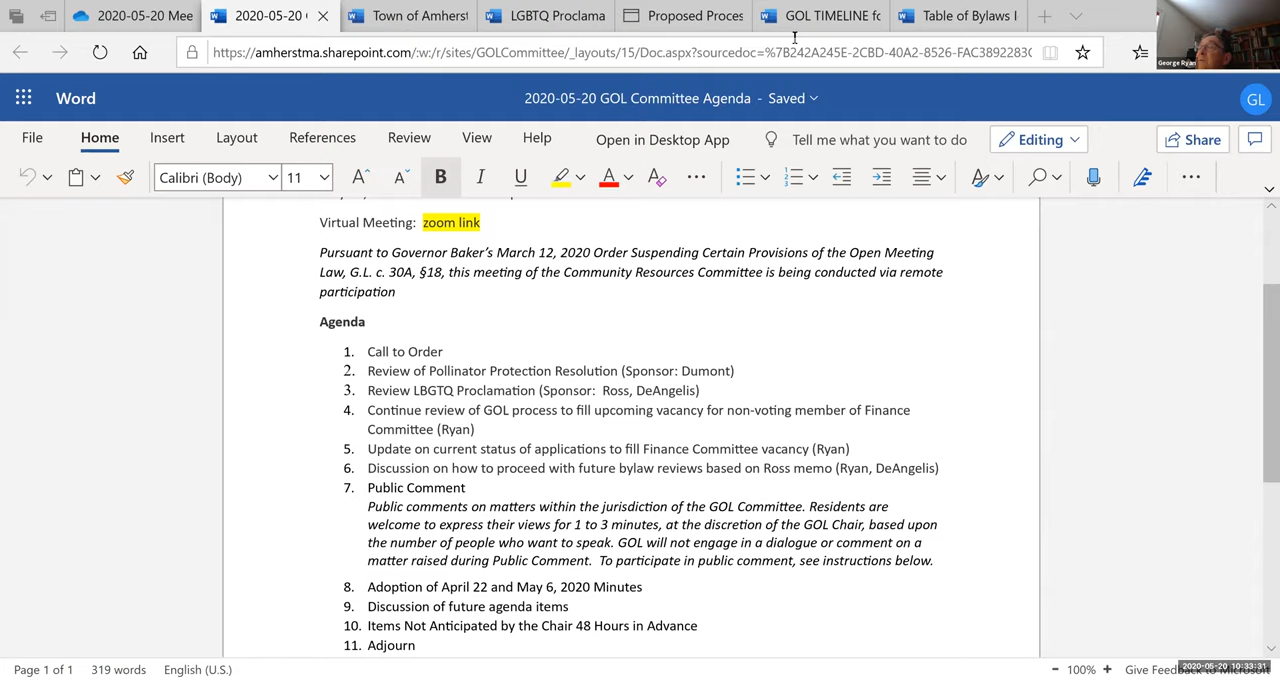 2020-05-20 Mee
2020-05-20
Town of Amherst
LGBTQ Proclama
Proposed Proces
GOL TIMELINE fo
Table of Bylaws
https://amherstma.sharepoint.com/:w:/r/sites/GOLCommittee/_layouts/15/Doc.aspx?sourcedoc=%7B242A245E-2CBD-40A2-8526-FAC3892283C
George Ryan
Word
2020-05-20 GOL Committee Agenda - Saved
GL
File Home Insert Layout References Review View Help Open in Desktop App Tell me what you want to do Editing Share
Calibri (Body) 11
Virtual Meeting: zoom link
Pursuant to Governor Baker’s March 12, 2020 Order Suspending Certain Provisions of the Open Meeting
Law, G.L. c. 30A, §18, this meeting of the Community Resources Committee is being conducted via remote
participation
Agenda
1. Call to Order
2. Review of Pollinator Protection Resolution (Sponsor: Dumont)
3. Review LBGTQ Proclamation (Sponsor: Ross, DeAngelis)
4. Continue review of GOL process to fill upcoming vacancy for non-voting member of Finance
Committee (Ryan)
5. Update on current status of applications to fill Finance Committee vacancy (Ryan)
6. Discussion on how to proceed with future bylaw reviews based on Ross memo (Ryan, DeAngelis)
7. Public Comment
Public comments on matters within the jurisdiction of the GOL Committee. Residents are
welcome to express their views for 1 to 3 minutes, at the discretion of the GOL Chair, based upon
the number of people who want to speak. GOL will not engage in a dialogue or comment on a
matter raised during Public Comment. To participate in public comment, see instructions below.
8. Adoption of April 22 and May 6, 2020 Minutes
9. Discussion of future agenda items
10. Items Not Anticipated by the Chair 48 Hours in Advance
11. Adjourn
Page 1 of 1 319 words English (U.S.) - 100% + Give Feedback to Microsoft
2020-05-20 10:33:31